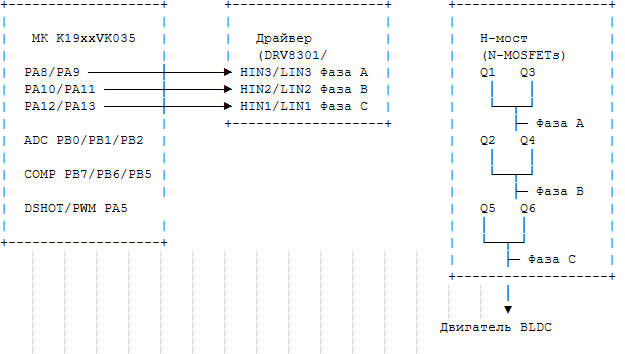 МК K19xxVK035
PA8/PA9
PA10/PA11
PA12/PA13
ADC PB0/PB1/PB2
COMP PB7/PB6/PB5
DSHOT/PWM PA5
Драйвер
(DRV8301/
HIN3/LIN3 Фаза A
HIN2/LIN2 Фаза B
HIN1/LIN1 Фаза C
H-мост
(N-MOSFETs)
Q1 Q3
Фаза A
Q2 Q4
Фаза B
Q5 Q6
Фаза C
Двигатель BLDC